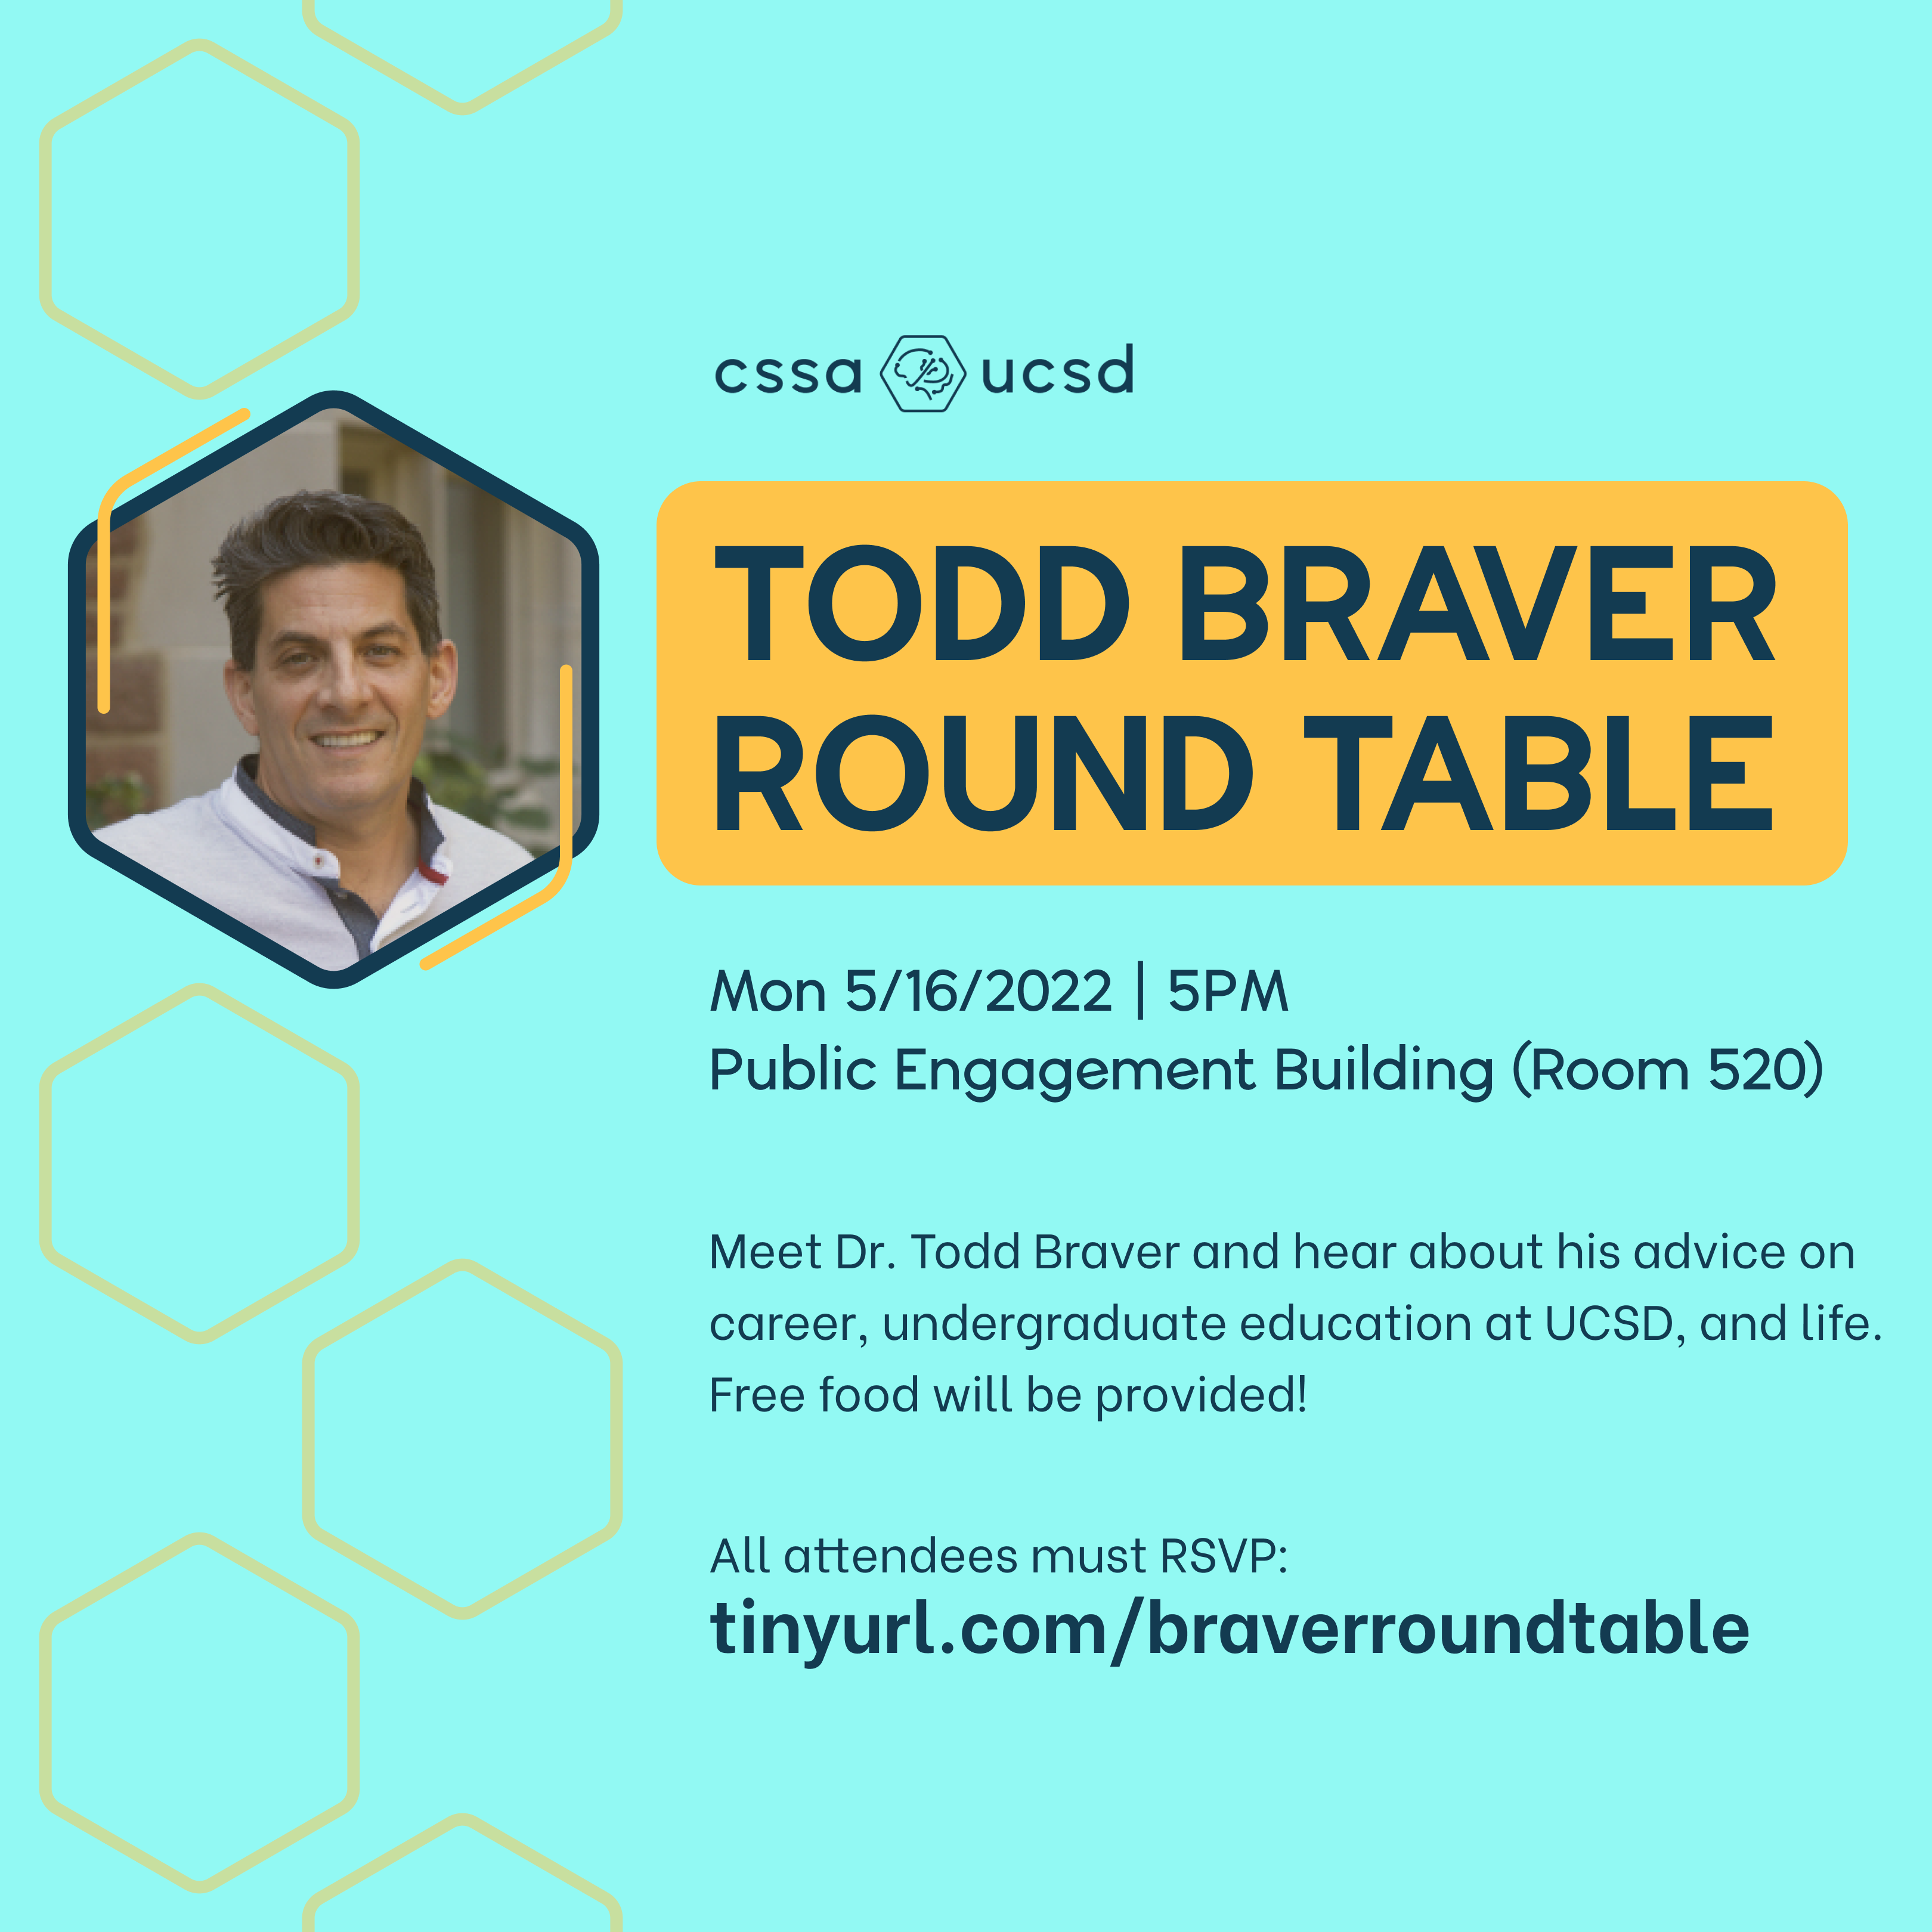 cssa ucsd
TODD BRAVER
ROUND TABLE
Mon 5/16/2022 | 5PM
Public Engagement Building (Room 520)
Meet Dr. Todd Braver and hear about his advice on
career, undergraduate education at UCSD, and life.
Free food will be provided!
All attendees must RSVP:
tinyurl.com/braverroundtable